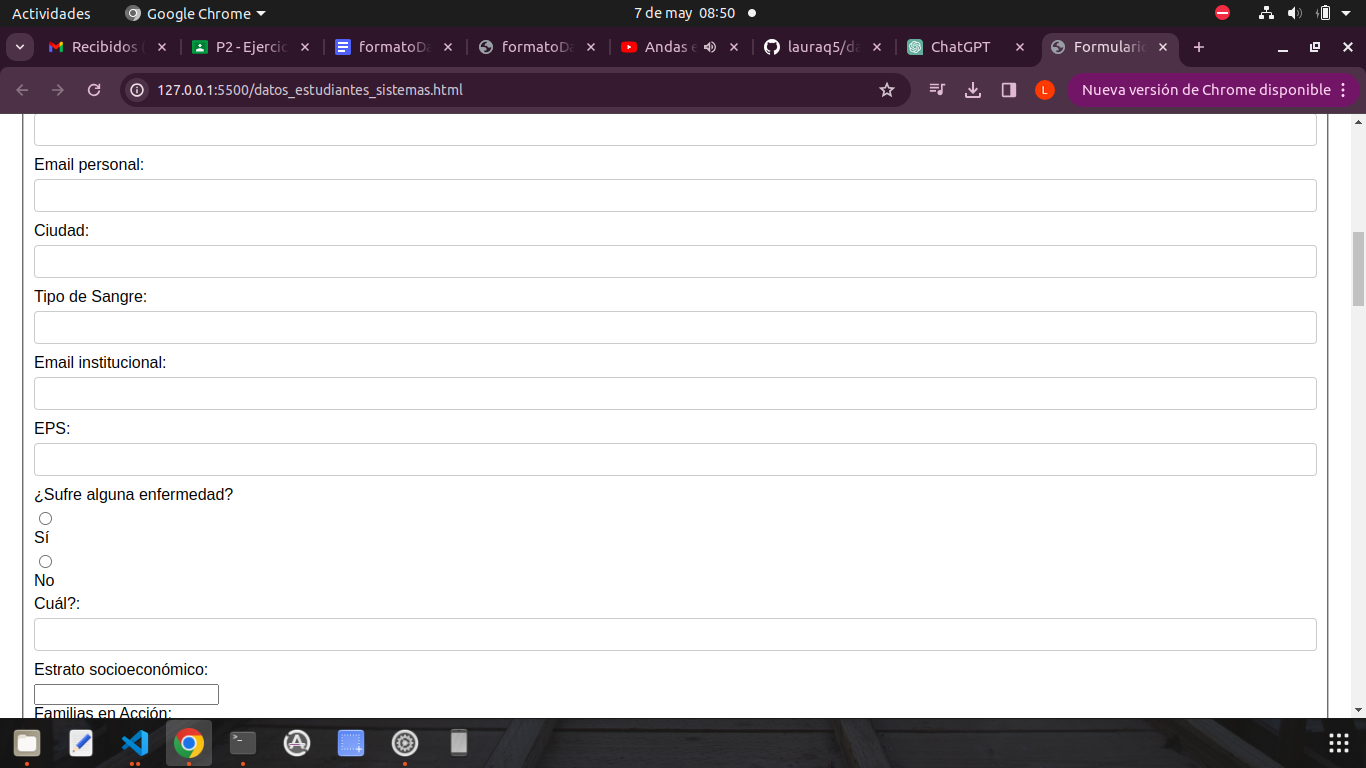 Actividades Google Chrome 7 de may 08:50
Recibidos ( P2 - Ejercic formatoDa formatoDa Andas e lauraq5/da ChatGPT Formulario
127.0.0.1:5500/datos_estudiantes_sistemas.html L Nueva versión de Chrome disponible
Email personal:
Ciudad:
Tipo de Sangre:
Email institucional:
EPS:
¿Sufre alguna enfermedad?
Sí
No
Cuál?:
Estrato socioeconómico:
Familias en Acción: